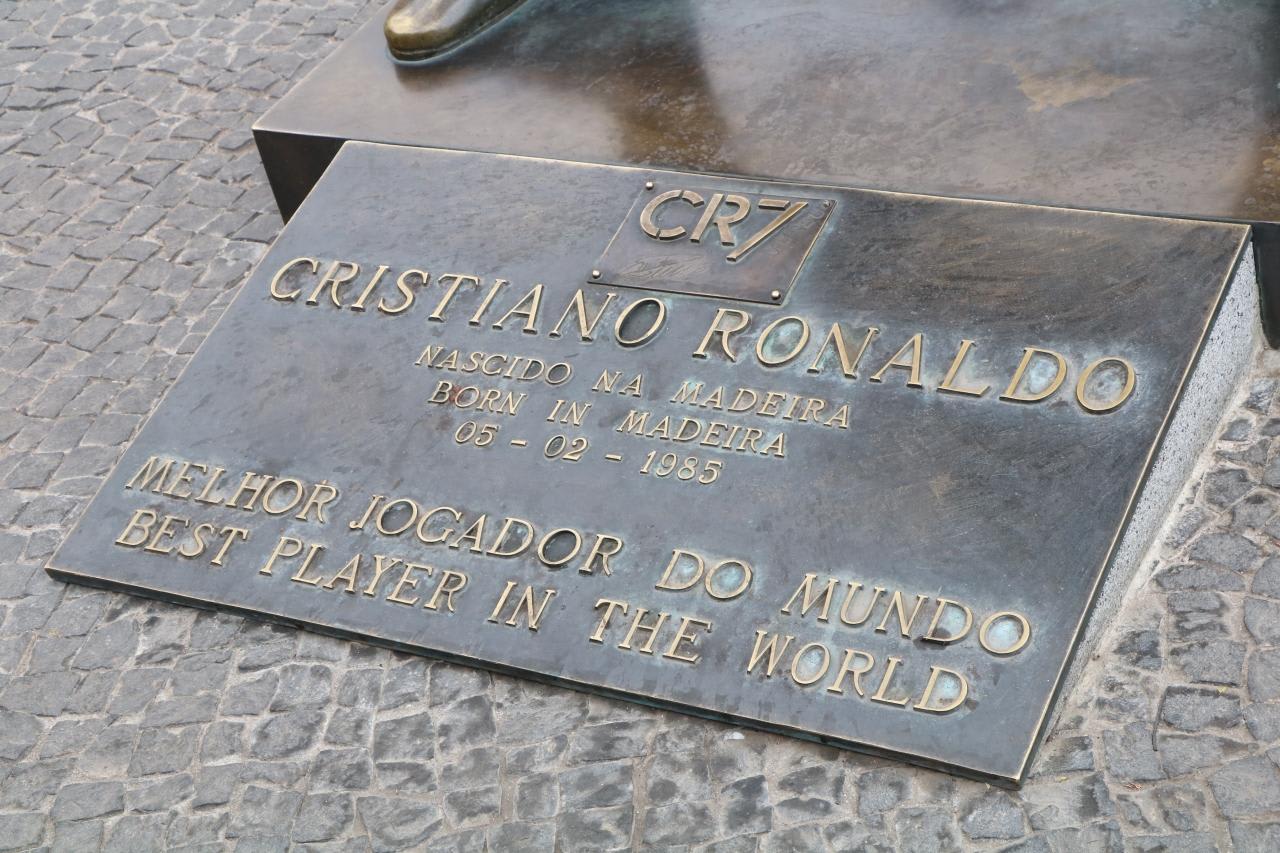 CR7
CRISTIANO RONALDO
NASCIDO NA MADEIRA
BORN IN MADEIRA
05 - 02 - 1985
MELHOR JOGADOR DO MUNDO
BEST PLAYER IN THE WORLD